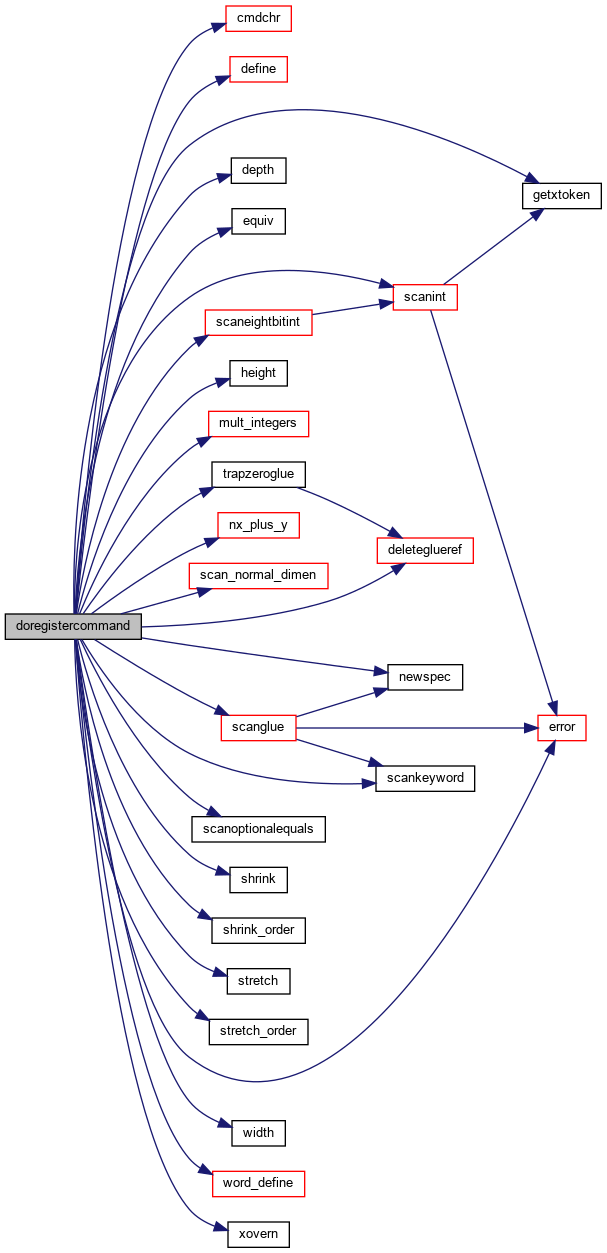 cmdchr
define
depth
getxtoken
equiv
scanint
scaneightbitint
height
mult_integers
trapzeroglue
nx_plus_y
deleteglueref
scan_normal_dimen
doregistercommand
newspec
scanglue
error
scankeyword
scanoptionalequals
shrink
shrink_order
stretch
stretch_order
width
word_define
xovern